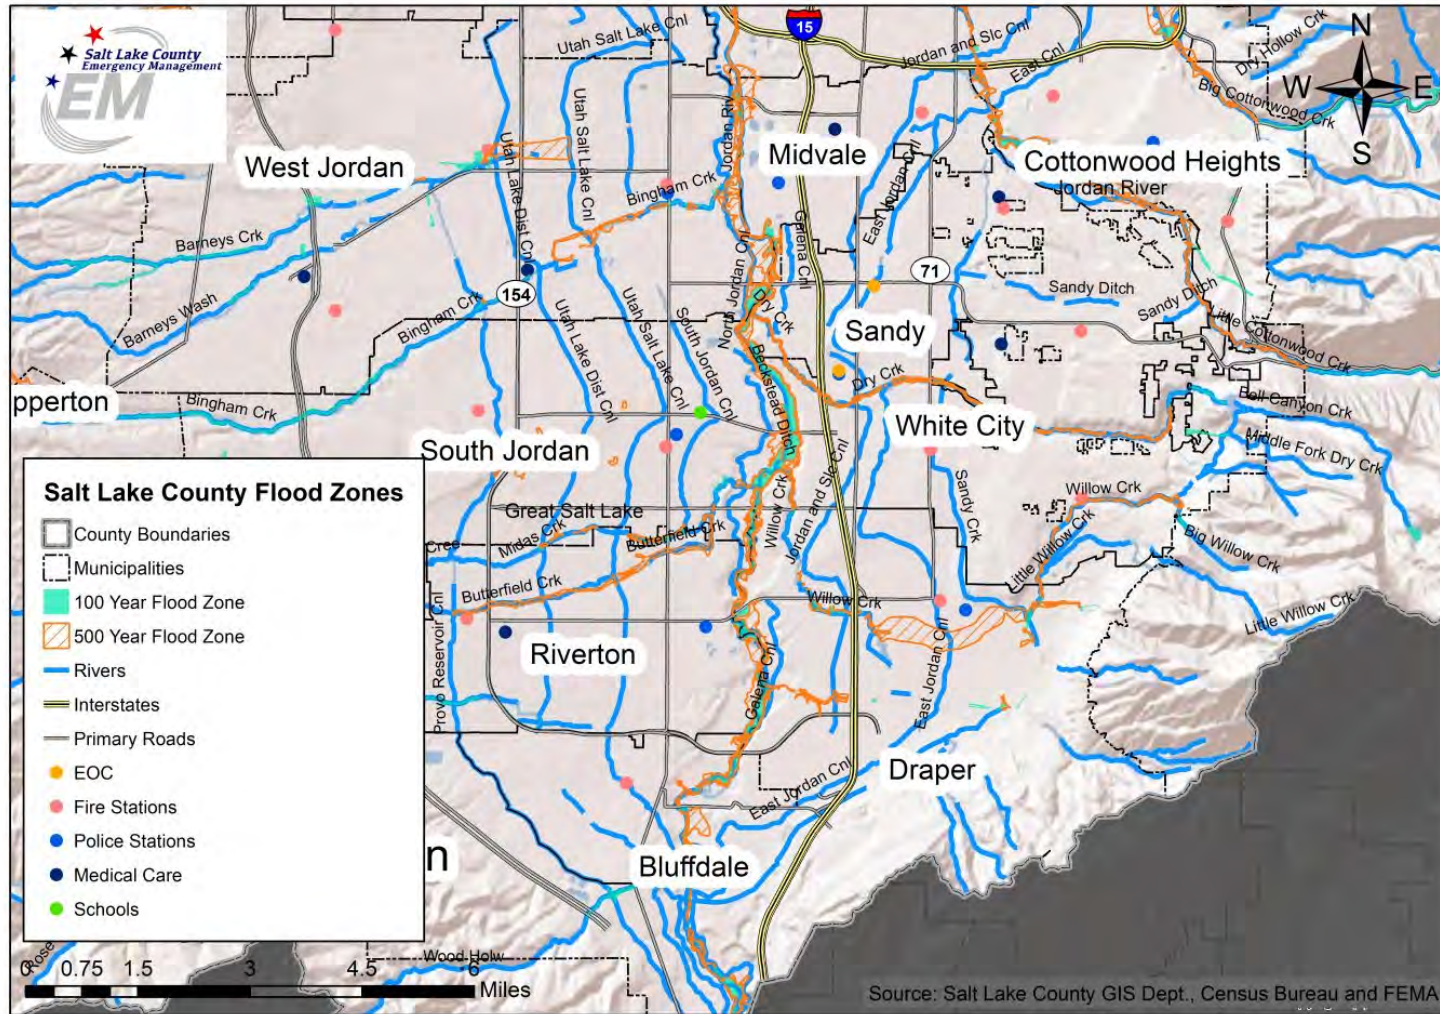 Salt Lake County
Emergency Management
EM
15
N
W
E
S
Utah Salt Lake Cnl
Jordan and Slc Cnl
East Cnl
Dry Hollow Crk
Big Cottonwood Crk
Utah Salt Lake Cnl
Jordan Riv
Midvale
West Jordan
Utah Lake Dist Cnl
Bingham Crk
East Jordan Cnl
Cottonwood Heights
Jordan River
Barneys Crk
Galena Cnl
71
154
North Jordan Cnl
Dry Crk
Sandy Ditch
Sandy Ditch
Barneys Wash
Bingham Crk
Utah Lake Dist Cnl
Utah Salt Lake Cnl
South Jordan Cnl
Sandy
Little Cottonwood Crk
Beckstead Ditch
Dry Crk
pperton
Bingham Crk
Bell Canyon Crk
White City
Middle Fork Dry Crk
South Jordan
Jordan and Slc Cnl
Willow Crk
Sandy Crk
Willow Crk
Great Salt Lake
Midas Crk
Butterfield Crk
Cree
Little Willow Crk
Big Willow Crk
Butterfield Crk
Willow Crk
Little Willow Crk
Provo Reservoir Cnl
Riverton
Galena Cnl
East Jordan Cnl
Draper
East Jordan Cnl
n
Bluffdale
Wood Holw
Rose
Salt Lake County Flood Zones
County Boundaries
Municipalities
100 Year Flood Zone
500 Year Flood Zone
Rivers
Interstates
Primary Roads
EOC
Fire Stations
Police Stations
Medical Care
Schools
0 0.75 1.5 3 4.5 6
Miles
Source: Salt Lake County GIS Dept., Census Bureau and FEMA